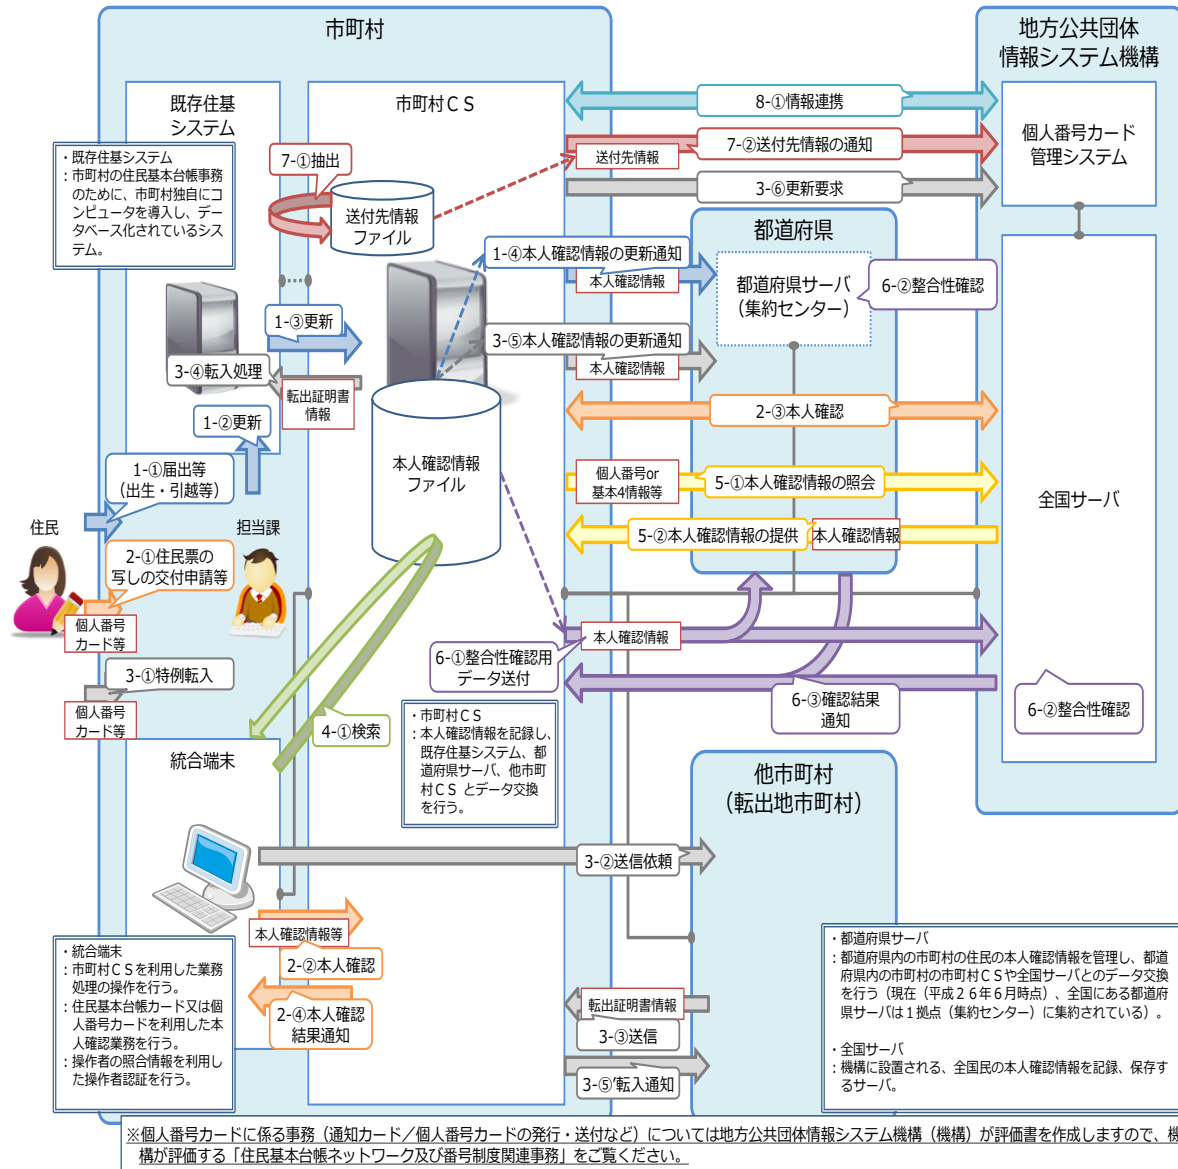 市町村
地方公共団体
情報システム機構
既存住基
システム
市町村ＣＳ
8-①情報連携
個人番号カード
管理システム
・既存住基システム
：市町村の住民基本台帳事務
のために、市町村独自にコ
ンピュータを導入し、デー
タベース化されているシス
テム。
7-①抽出
送付先情報
ファイル
送付先情報
7-②送付先情報の通知
3-⑥更新要求
都道府県
1-④本人確認情報の更新通知
本人確認情報
都道府県サーバ
（集約センター）
6-②整合性確認
1-③更新
3-⑤本人確認情報の更新通知
本人確認情報
3-④転入処理
転出証明書
情報
1-②更新
2-③本人確認
本人確認情報
ファイル
1-①届出等
（出生・引越等）
個人番号or
基本4情報等
5-①本人確認情報の照会
全国サーバ
住民
担当課
5-②本人確認情報の提供
本人確認情報
2-①住民票の
写しの交付申請等
個人番号
カード等
本人確認情報
6-①整合性確認用
データ送付
3-①特例転入
個人番号
カード等
6-③確認結果
通知
6-②整合性確認
4-①検索
・市町村ＣＳ
：本人確認情報を記録し、
既存住基システム、都
道府県サーバ、他市町
村ＣＳ とデータ交換
を行う。
統合端末
他市町村
（転出地市町村）
3-②送信依頼
本人確認情報等
2-②本人確認
2-④本人確認
結果通知
・統合端末
：市町村ＣＳを利用した業務
処理の操作を行う。
：住民基本台帳カード又は個
人番号カードを利用した本
人確認業務を行う。
：操作者の照合情報を利用し
た操作者認証を行う。
転出証明書情報
3-③送信
3-⑤’転入通知
・都道府県サーバ
：都道府県内の市町村の住民の本人確認情報を管理し、都道
府県内の市町村の市町村ＣＳや全国サーバとのデータ交換
を行う（現在（平成２６年６月時点）、全国にある都道府
県サーバは１拠点（集約センター）に集約されている）。
・全国サーバ
：機構に設置される、全国民の本人確認情報を記録、保存す
るサーバ。
※個人番号カードに係る事務（通知カード／個人番号カードの発行・送付など）については地方公共団体情報システム機構（機構）が評価書を作成しますので、機
構が評価する「住民基本台帳ネットワーク及び番号制度関連事務」をご覧ください。